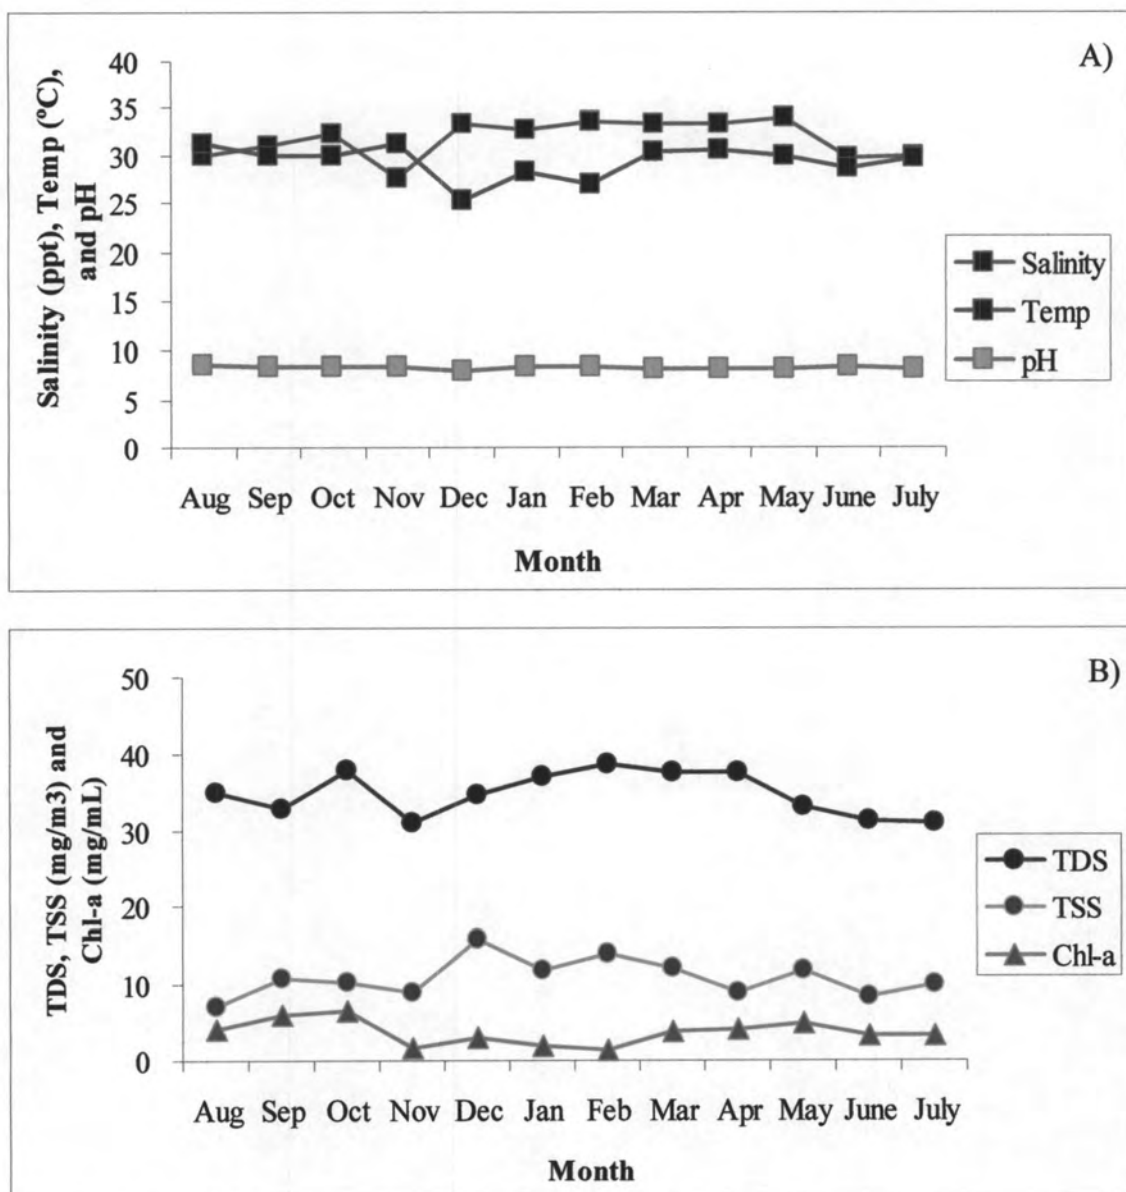 A)
Salinity (ppt), Temp (ºC),
and pH
40
35
30
25
20
15
10
5
0
Aug Sep Oct Nov Dec Jan Feb Mar Apr May June July
Month
Salinity
Temp
pH
B)
TDS, TSS (mg/m3) and
Chl-a (mg/mL)
50
40
30
20
10
0
Aug Sep Oct Nov Dec Jan Feb Mar Apr May June July
Month
TDS
TSS
Chl-a